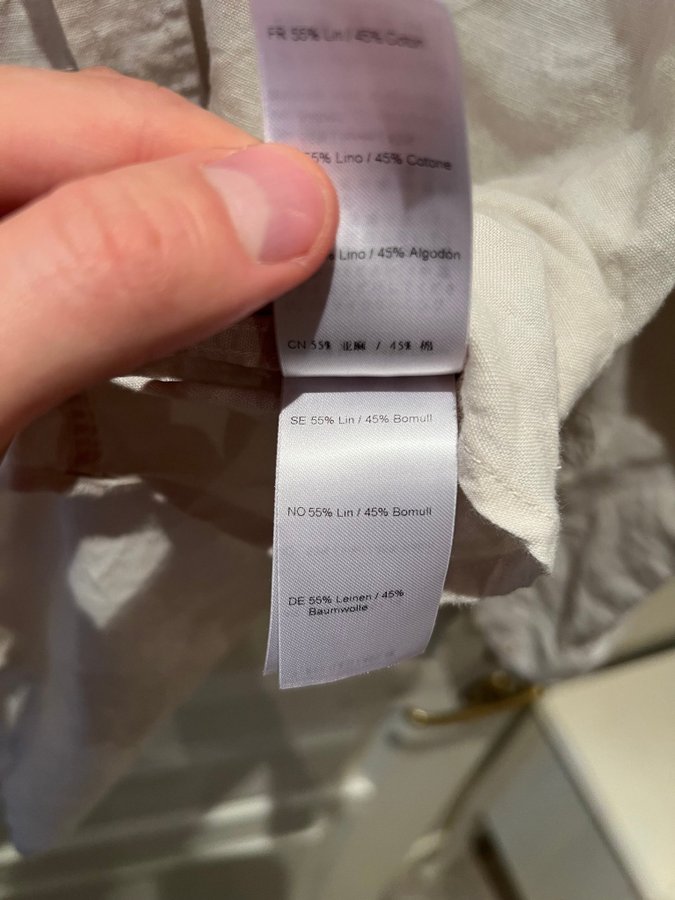 FR 55% Lin / 45% Coton
5% Lino / 45% Cotone
Lino / 45% Algodón
CN 55% 亚麻 / 45% 棉
SE 55% Lin / 45% Bomull
NO 55% Lin / 45% Bomull
DE 55% Leinen / 45%
Baumwolle